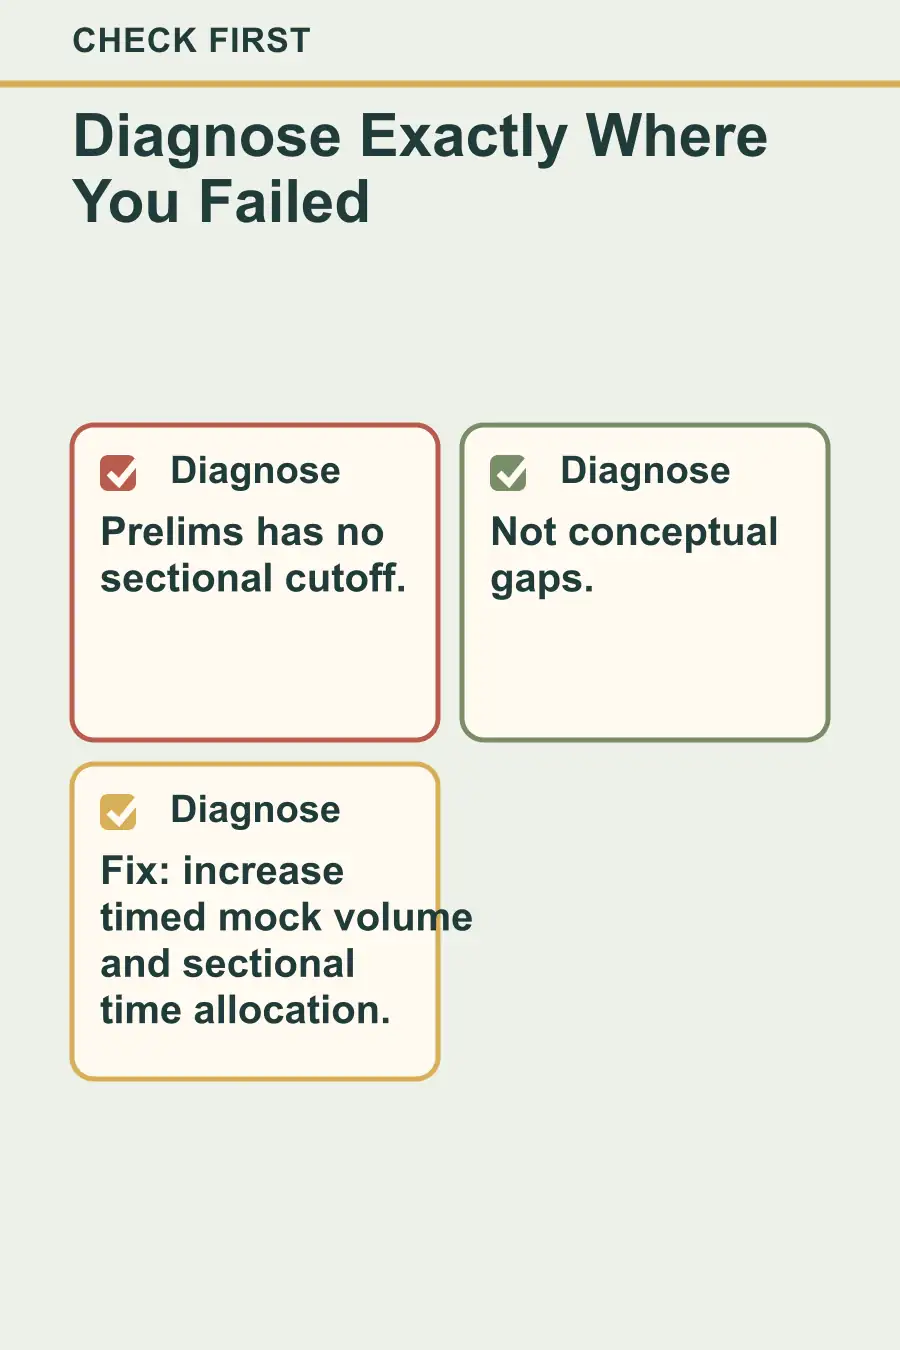 CHECK FIRST
Diagnose Exactly Where
You Failed
Diagnose
Prelims has no
sectional cutoff.
Diagnose
Not conceptual
gaps.
Diagnose
Fix: increase
timed mock volume
and sectional
time allocation.